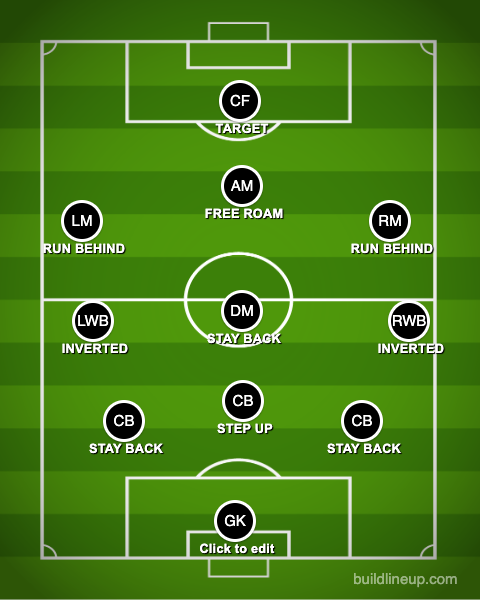 CF
TARGET
AM
FREE ROAM
LM
RUN BEHIND
RM
RUN BEHIND
LWB
INVERTED
DM
STAY BACK
RWB
INVERTED
CB
STAY BACK
CB
STEP UP
CB
STAY BACK
GK
Click to edit
buildlineup.com